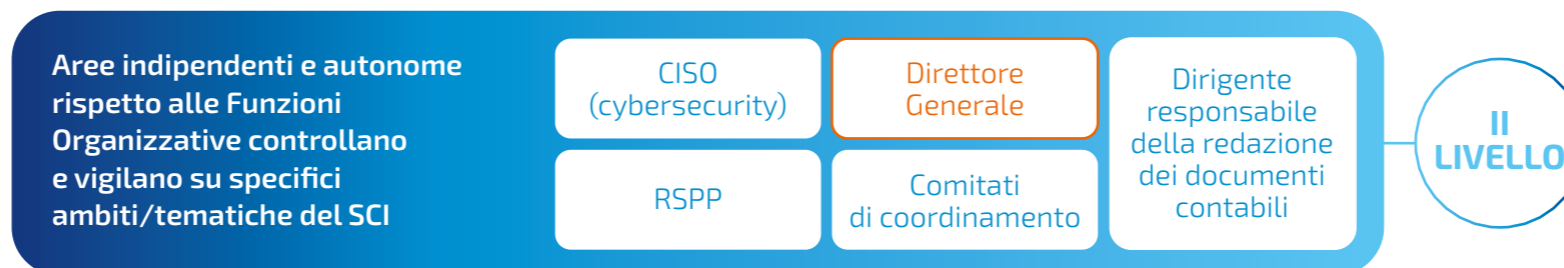 Aree indipendenti e autonome
rispetto alle Funzioni
Organizzative controllano
e vigilano su specifici
ambiti/tematiche del SCI
CISO
(cybersecurity)
Direttore
Generale
RSPP
Comitati
di coordinamento
Dirigente
responsabile
della redazione
dei documenti
contabili
II
LIVELLO